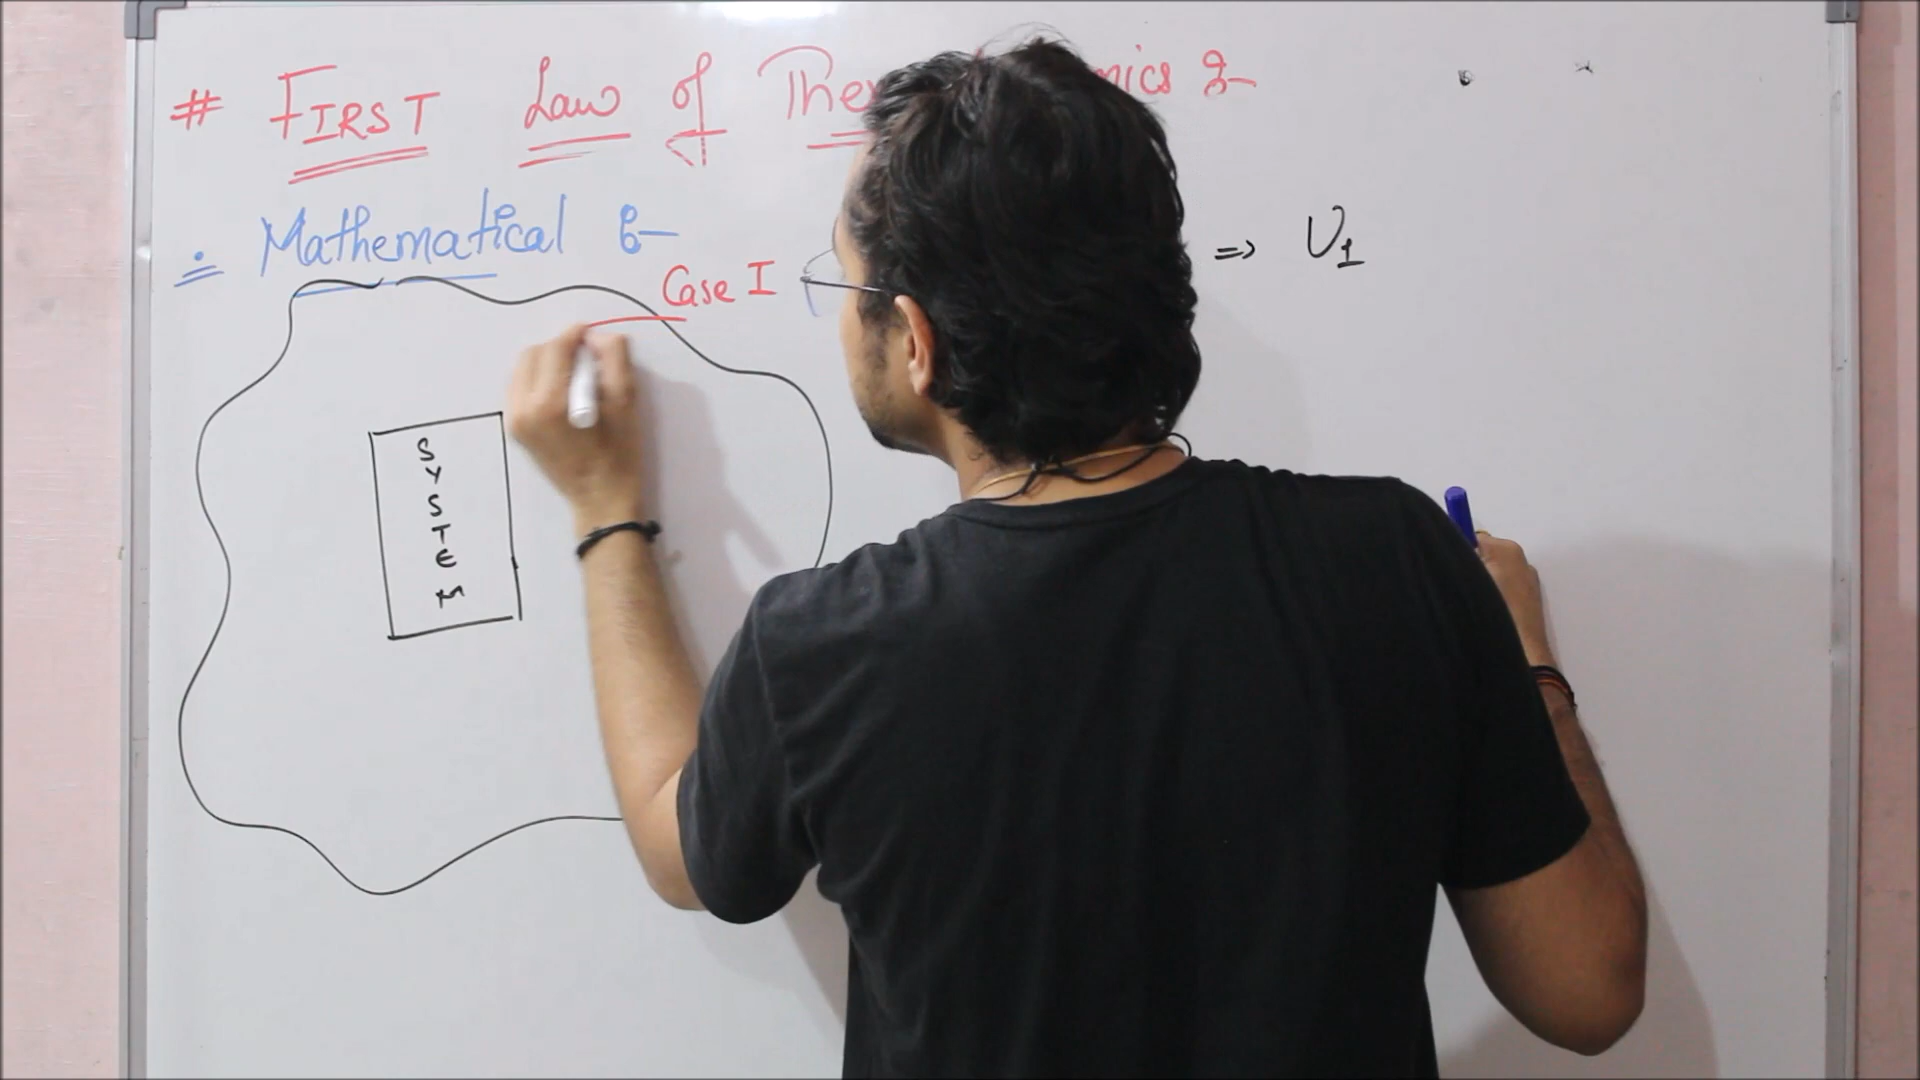 # FIRST Law of
Mathematical :-
Case I
=> U1
SYSTEM